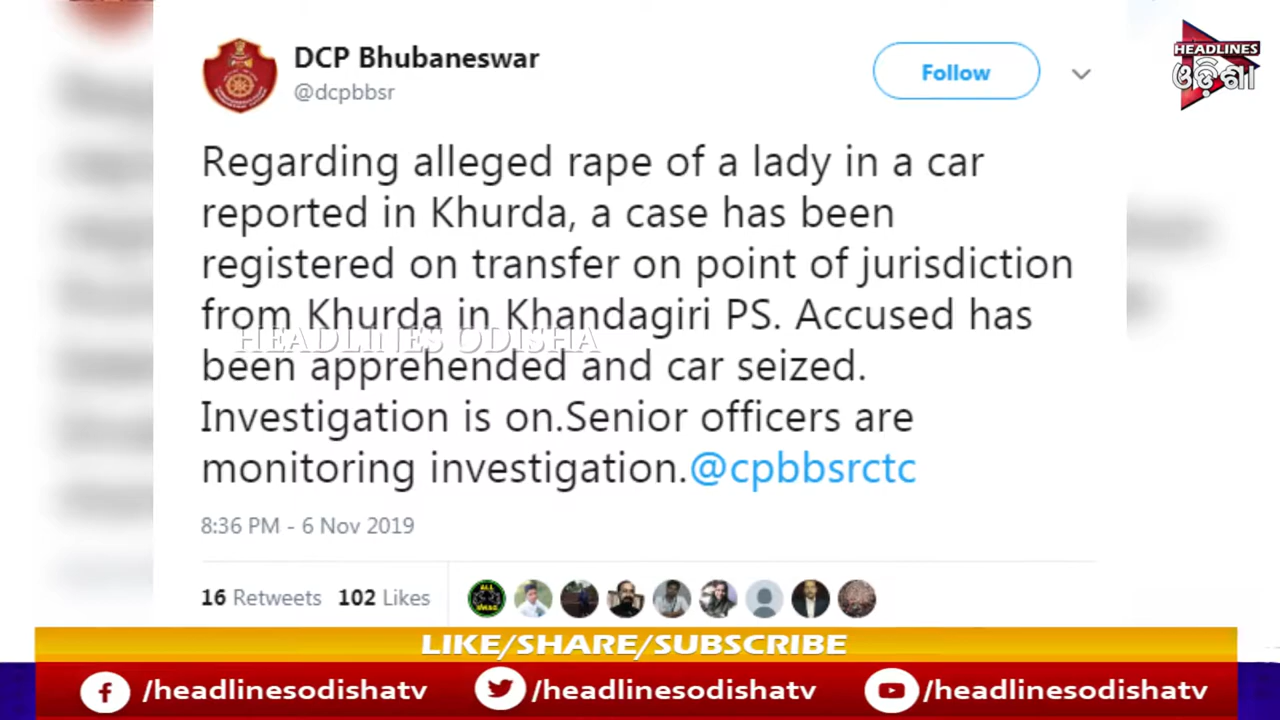 DCP Bhubaneswar
@dcpbbsr
Follow
HEADLINES
ଓଡ଼ିଶା
Regarding alleged rape of a lady in a car
reported in Khurda, a case has been
registered on transfer on point of jurisdiction
from Khurda in Khandagiri PS. Accused has
HEADLINES ODISHA
been apprehended and car seized.
Investigation is on.Senior officers are
monitoring investigation.@cpbbsrctc
8:36 PM - 6 Nov 2019
16 Retweets 102 Likes
LIKE/SHARE/SUBSCRIBE
/headlinesodishatv /headlinesodishatv /headlinesodishatv